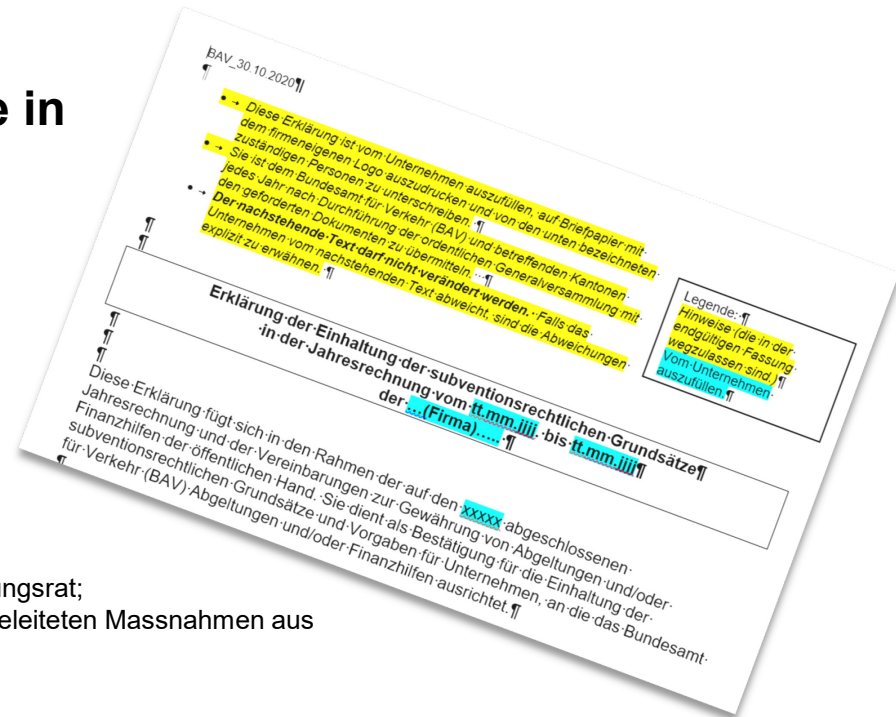 e in
BAV_30.10.2020¶
¶
• → Diese·Erklärung·ist·vom·Unternehmen·auszufüllen,·auf·Briefpapier·mit·
dem·firmeneigenen·Logo·auszudrucken·und·von·den·unten·bezeichneten·
zuständigen·Personen·zu·unterschreiben.·¶
• → Sie·ist·dem·Bundesamt·für·Verkehr·(BAV)·und·betreffenden·Kantonen·
jedes·Jahr·nach·Durchführung·der·ordentlichen·Generalversammlung·mit·
den·geforderten·Dokumenten·zu·übermitteln.··¶
• → Der·nachstehende·Text·darf·nicht·verändert·werden.··Falls·das·
Unternehmen·vom·nachstehenden·Text·abweicht,·sind·die·Abweichungen·
explizit·zu·erwähnen.·¶
¶
¶
Legende:·¶
Hinweise·(die·in·der·
endgültigen·Fassung·
wegzulassen·sind.)¶
Vom·Unternehmen·
auszufüllen.¶
Erklärung·der·Einhaltung·der·subventionsrechtlichen·Grundsätze¶
·in·der·Jahresrechnung·vom·tt.mm.jjjj.·bis·tt.mm.jjjj¶
der·…(Firma)…..·¶
¶
¶
¶
Diese·Erklärung·fügt·sich·in·den·Rahmen·der·auf·den·xxxxx·abgeschlossenen·
Jahresrechnung·und·der·Vereinbarungen·zur·Gewährung·von·Abgeltungen·und/oder·
Finanzhilfen·der·öffentlichen·Hand.·Sie·dient·als·Bestätigung·für·die·Einhaltung·der·
subventionsrechtlichen·Grundsätze·und·Vorgaben·für·Unternehmen,·an·die·das·Bundesamt·
für·Verkehr·(BAV)·Abgeltungen·und/oder·Finanzhilfen·ausrichtet.¶
¶
ungsrat;
eleiteten Massnahmen aus